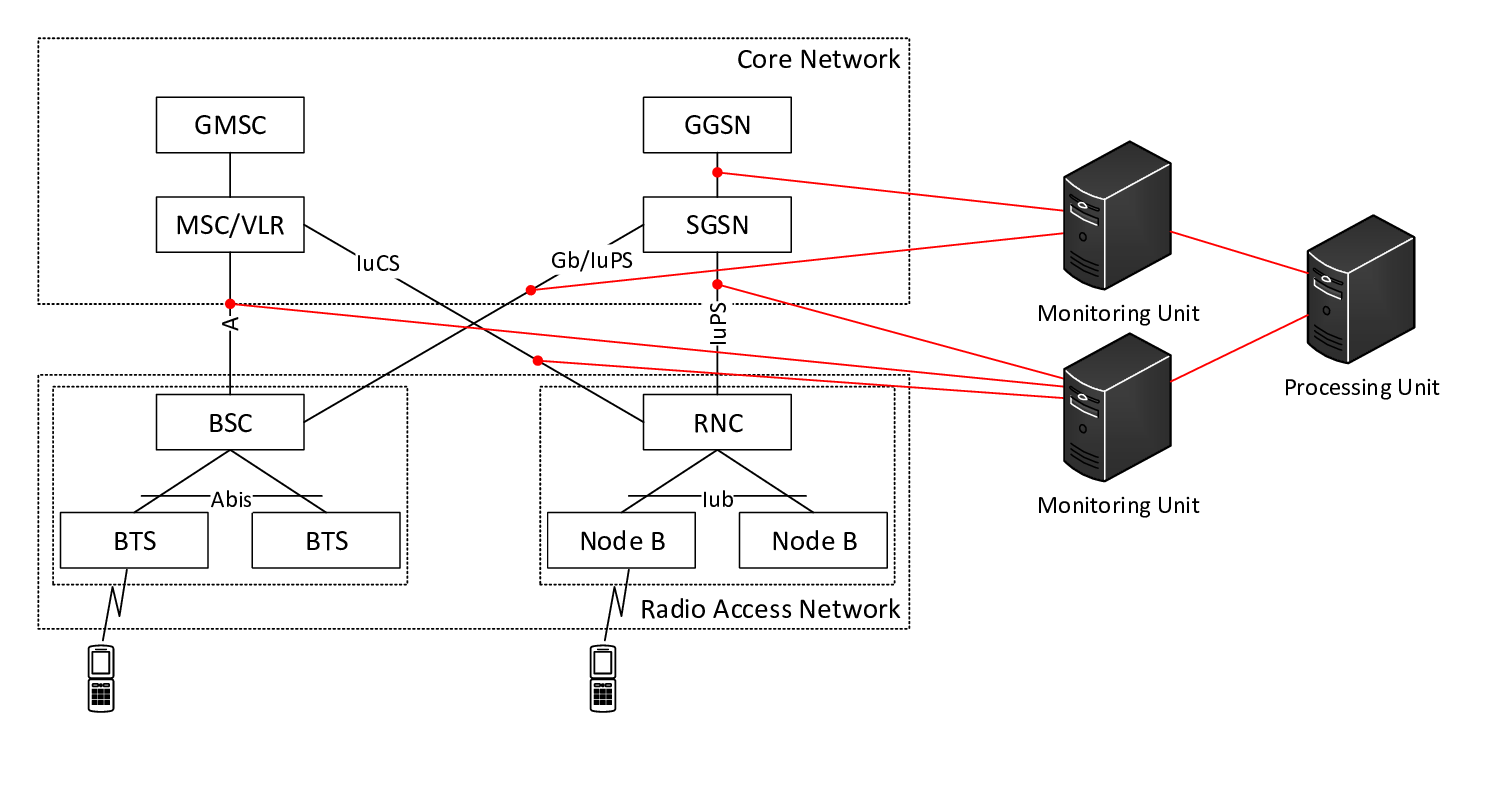 Core Network
GMSC
GGSN
MSC/VLR
SGSN
IuCS
Gb/IuPS
A
IuPS
Monitoring Unit
Processing Unit
BSC
RNC
Abis
Iub
Monitoring Unit
BTS
BTS
Node B
Node B
Radio Access Network